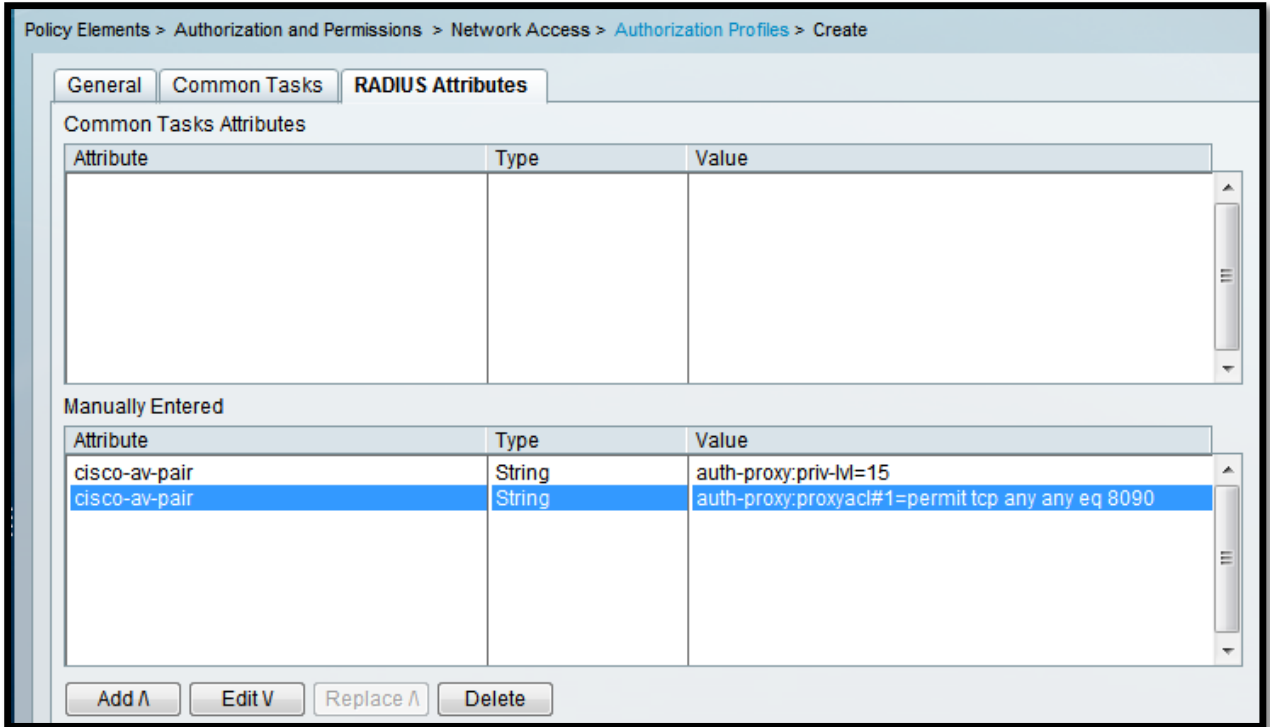 Policy Elements > Authorization and Permissions > Network Access > Authorization Profiles > Create
General Common Tasks RADIUS Attributes
Common Tasks Attributes
Attribute Type Value
Manually Entered
Attribute Type Value
cisco-av-pair String auth-proxy:priv-lvl=15
cisco-av-pair String auth-proxy:proxyacl#1=permit tcp any any eq 8090
Add /\ Edit \/ Replace /\ Delete